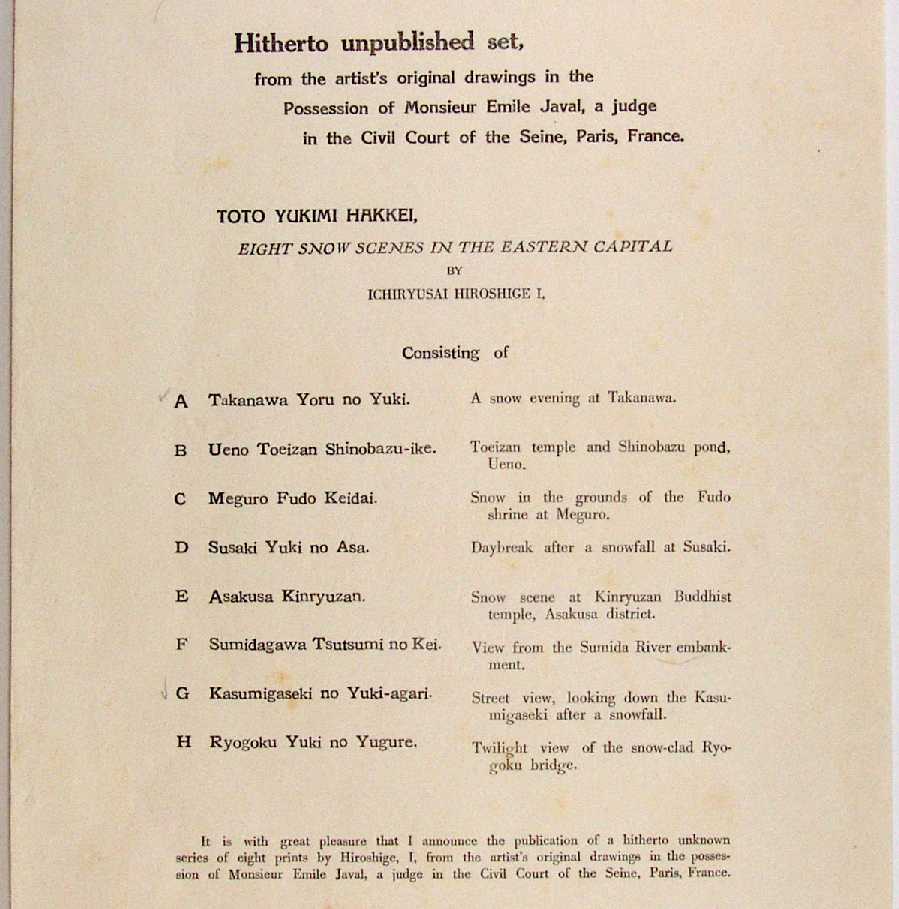 Hitherto unpublished set,
from the artist's original drawings in the
Possession of Monsieur Emile Javal, a judge
in the Civil Court of the Seine, Paris, France.
TOTO YUKIMI HAKKEI,
EIGHT SNOW SCENES IN THE EASTERN CAPITAL
BY
ICHIRYUSAI HIROSHIGE I.
Consisting of
A Takanawa Yoru no Yuki. A snow evening at Takanawa.
B Ueno Toeizan Shinobazu-ike. Toeizan temple and Shinobazu pond,
Ueno.
C Meguro Fudo Keidai. Snow in the grounds of the Fudo
shrine at Meguro.
D Susaki Yuki no Asa. Daybreak after a snowfall at Susaki.
E Asakusa Kinryuzan. Snow scene at Kinryuzan Buddhist
temple, Asakusa district.
F Sumidagawa Tsutsumi no Kei. View from the Sumida River embank-
ment.
G Kasumigaseki no Yuki-agari. Street view, looking down the Kasu-
migaseki after a snowfall.
H Ryogoku Yuki no Yugure. Twilight view of the snow-clad Ryo-
goku bridge.
It is with great pleasure that I announce the publication of a hitherto unknown
series of eight prints by Hiroshige, I, from the artist's original drawings in the posses-
sion of Monsieur Emile Javal, a judge in the Civil Court of the Seine, Paris, France.